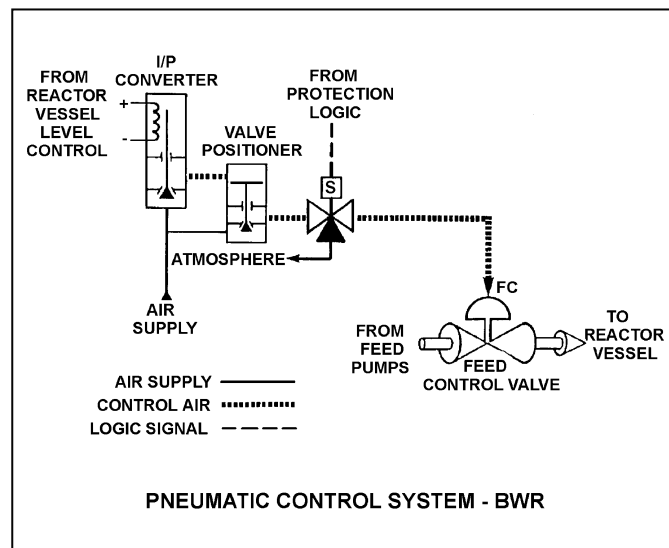 I/P
CONVERTER
FROM
REACTOR
VESSEL
LEVEL
CONTROL
+
-
VALVE
POSITIONER
FROM
PROTECTION
LOGIC
S
ATMOSPHERE
AIR
SUPPLY
FC
FROM
FEED
PUMPS
FEED
CONTROL VALVE
TO
REACTOR
VESSEL
AIR SUPPLY
CONTROL AIR
LOGIC SIGNAL
PNEUMATIC CONTROL SYSTEM - BWR